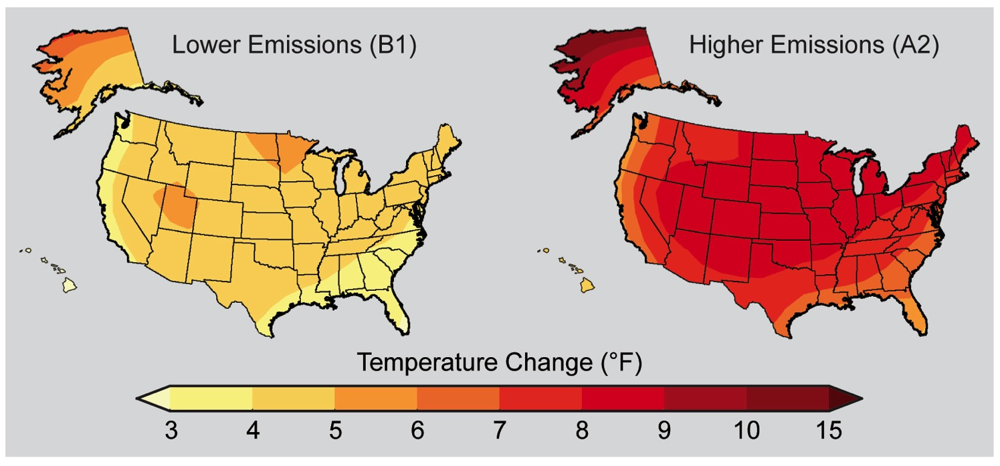 Lower Emissions (B1)
Higher Emissions (A2)
Temperature Change (°F)
3 4 5 6 7 8 9 10 15